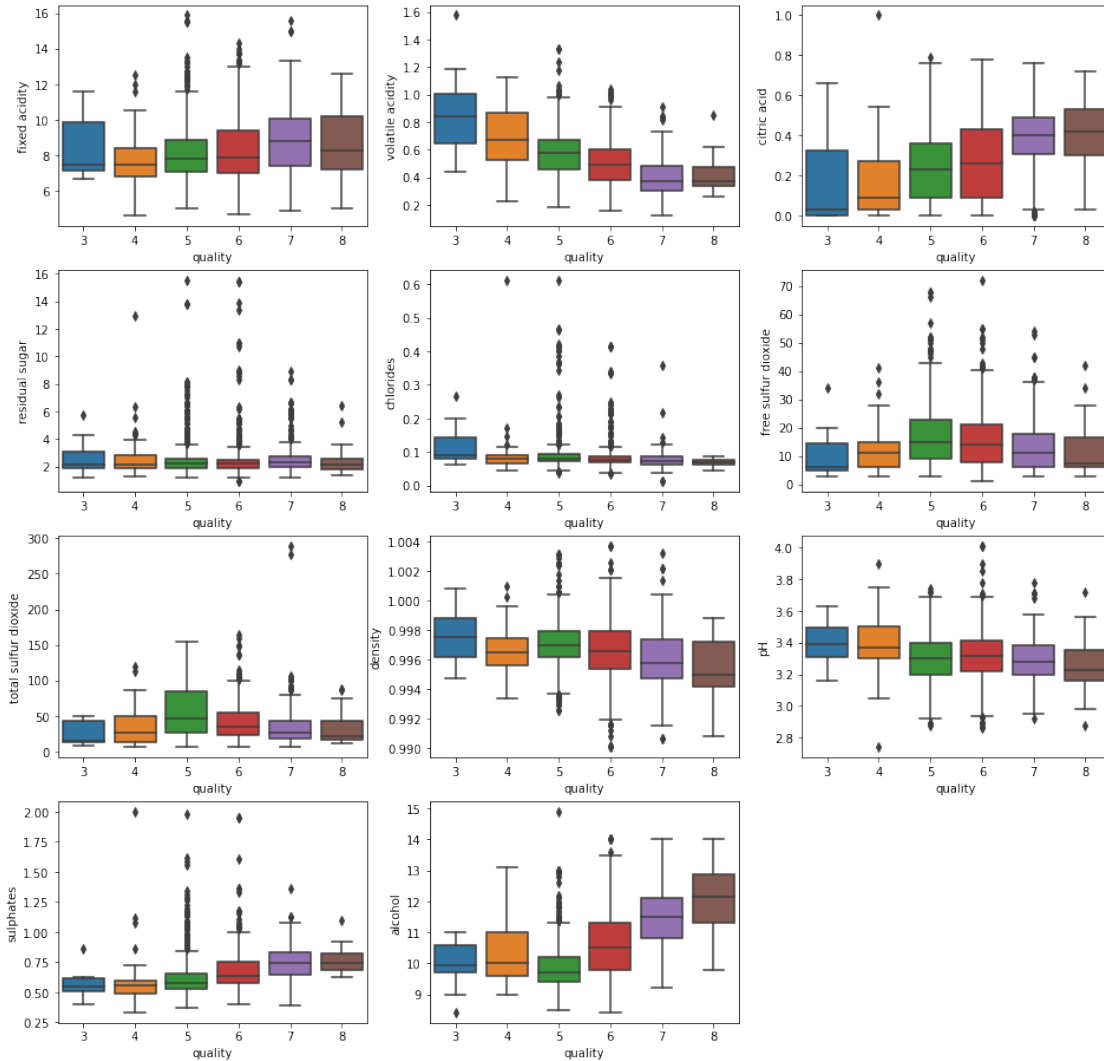 fixed acidity
16
14
12
10
8
6
3 4 5 6 7 8
quality
volatile acidity
1.6
1.4
1.2
1.0
0.8
0.6
0.4
0.2
3 4 5 6 7 8
quality
citric acid
1.0
0.8
0.6
0.4
0.2
0.0
3 4 5 6 7 8
quality
residual sugar
16
14
12
10
8
6
4
2
3 4 5 6 7 8
quality
chlorides
0.6
0.5
0.4
0.3
0.2
0.1
0.0
3 4 5 6 7 8
quality
free sulfur dioxide
70
60
50
40
30
20
10
0
3 4 5 6 7 8
quality
total sulfur dioxide
300
250
200
150
100
50
0
3 4 5 6 7 8
quality
density
1.004
1.002
1.000
0.998
0.996
0.994
0.992
0.990
3 4 5 6 7 8
quality
pH
4.0
3.8
3.6
3.4
3.2
3.0
2.8
3 4 5 6 7 8
quality
sulphates
2.00
1.75
1.50
1.25
1.00
0.75
0.50
0.25
3 4 5 6 7 8
quality
alcohol
15
14
13
12
11
10
9
3 4 5 6 7 8
quality